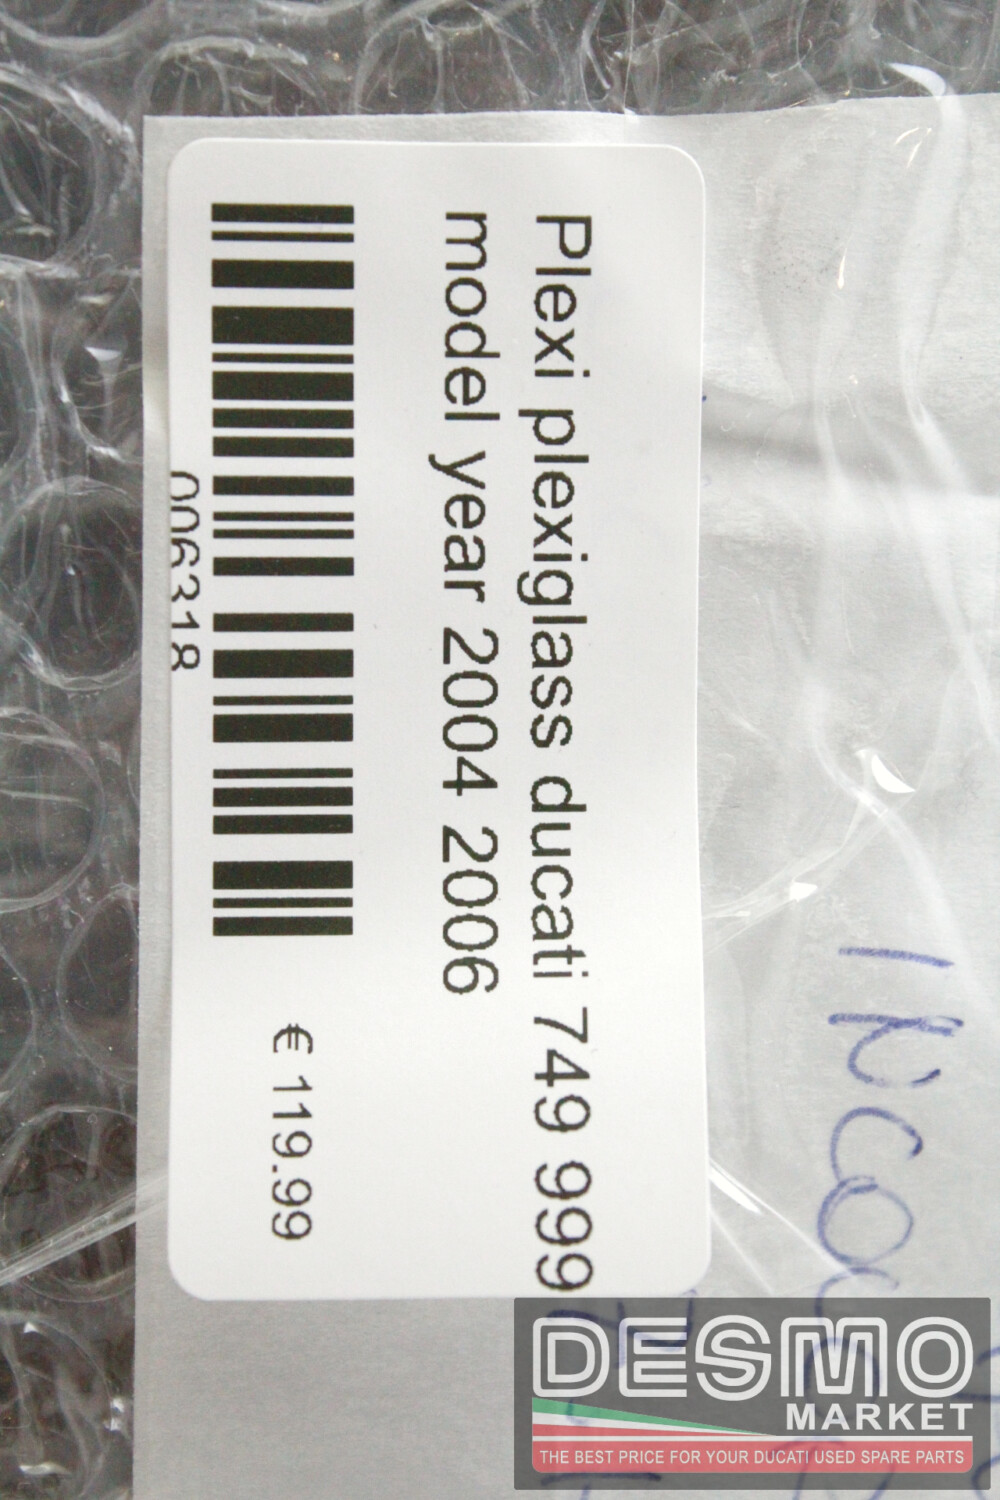 Plexi plexiglass ducati 749 999
model year 2004 2006
€ 119.99
006318
DESMO
MARKET
THE BEST PRICE FOR YOUR DUCATI USED SPARE PARTS